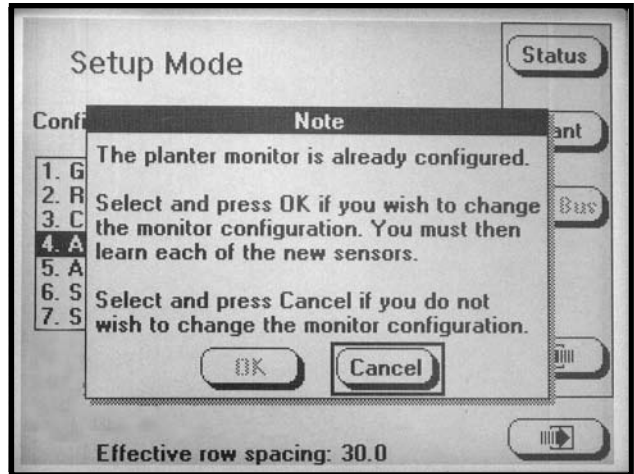 Setup Mode
Status
Confi
Note
ant
The planter monitor is already configured.
1. G
2. R
Select and press OK if you wish to change
Bus
3. C
the monitor configuration. You must then
4. A
learn each of the new sensors.
5. A
6. S
Select and press Cancel if you do not
7. S
wish to change the monitor configuration.
OK
Cancel
Effective row spacing: 30.0